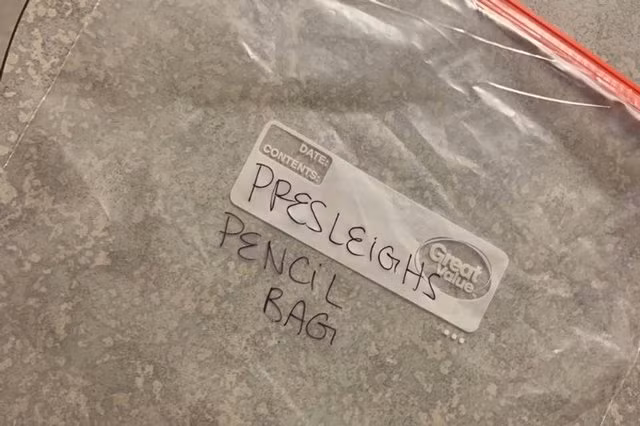 DATE:
CONTENTS:
PRESLEiGHS
Great
Value
PENCiL
BAG